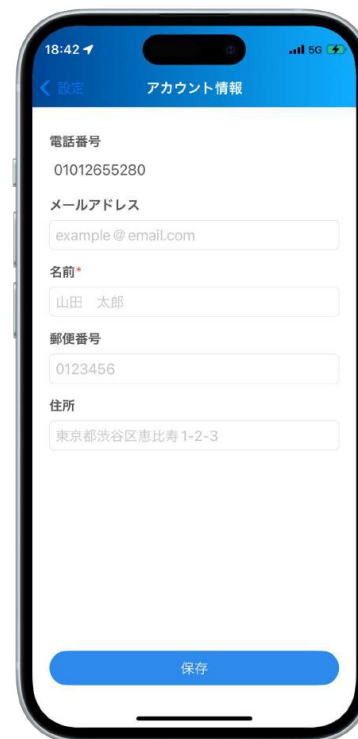 18:42
5G
設定
アカウント情報
電話番号
01012655280
メールアドレス
example@email.com
名前*
山田　太郎
郵便番号
0123456
住所
東京都渋谷区恵比寿1-2-3
保存